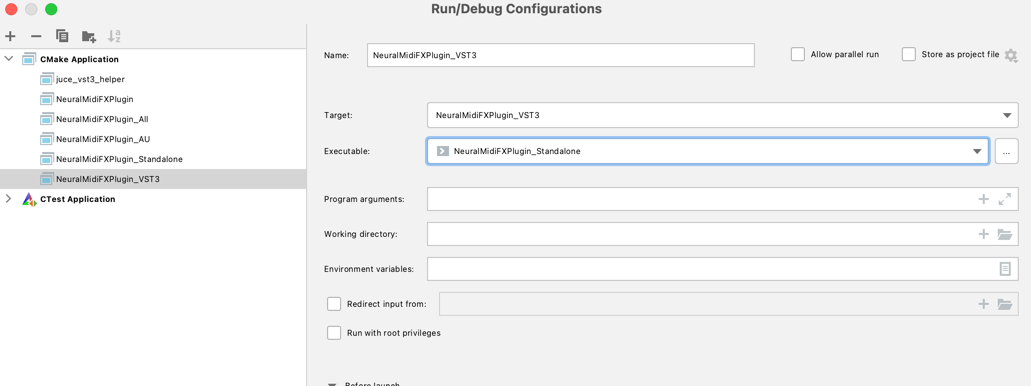 Run/Debug Configurations
CMake Application
juce_vst3_helper
NeuralMidiFXPlugin
NeuralMidiFXPlugin_All
NeuralMidiFXPlugin_AU
NeuralMidiFXPlugin_Standalone
NeuralMidiFXPlugin_VST3
CTest Application
Name: NeuralMidiFXPlugin_VST3 Allow parallel run Store as project file
Target: NeuralMidiFXPlugin_VST3
Executable: NeuralMidiFXPlugin_Standalone ...
Program arguments:
Working directory:
Environment variables:
Redirect input from:
Run with root privileges
Before launch